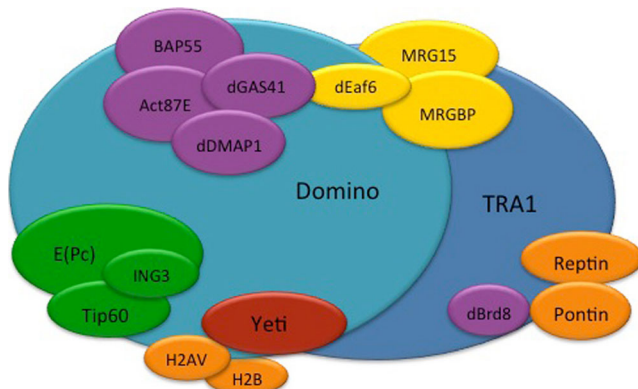 BAP55
MRG15
dGAS41
dEaf6
Act87E
MRGBP
dDMAP1
Domino
TRA1
E(Pc)
ING3
Reptin
Tip60
Yeti
dBrd8
Pontin
H2AV
H2B